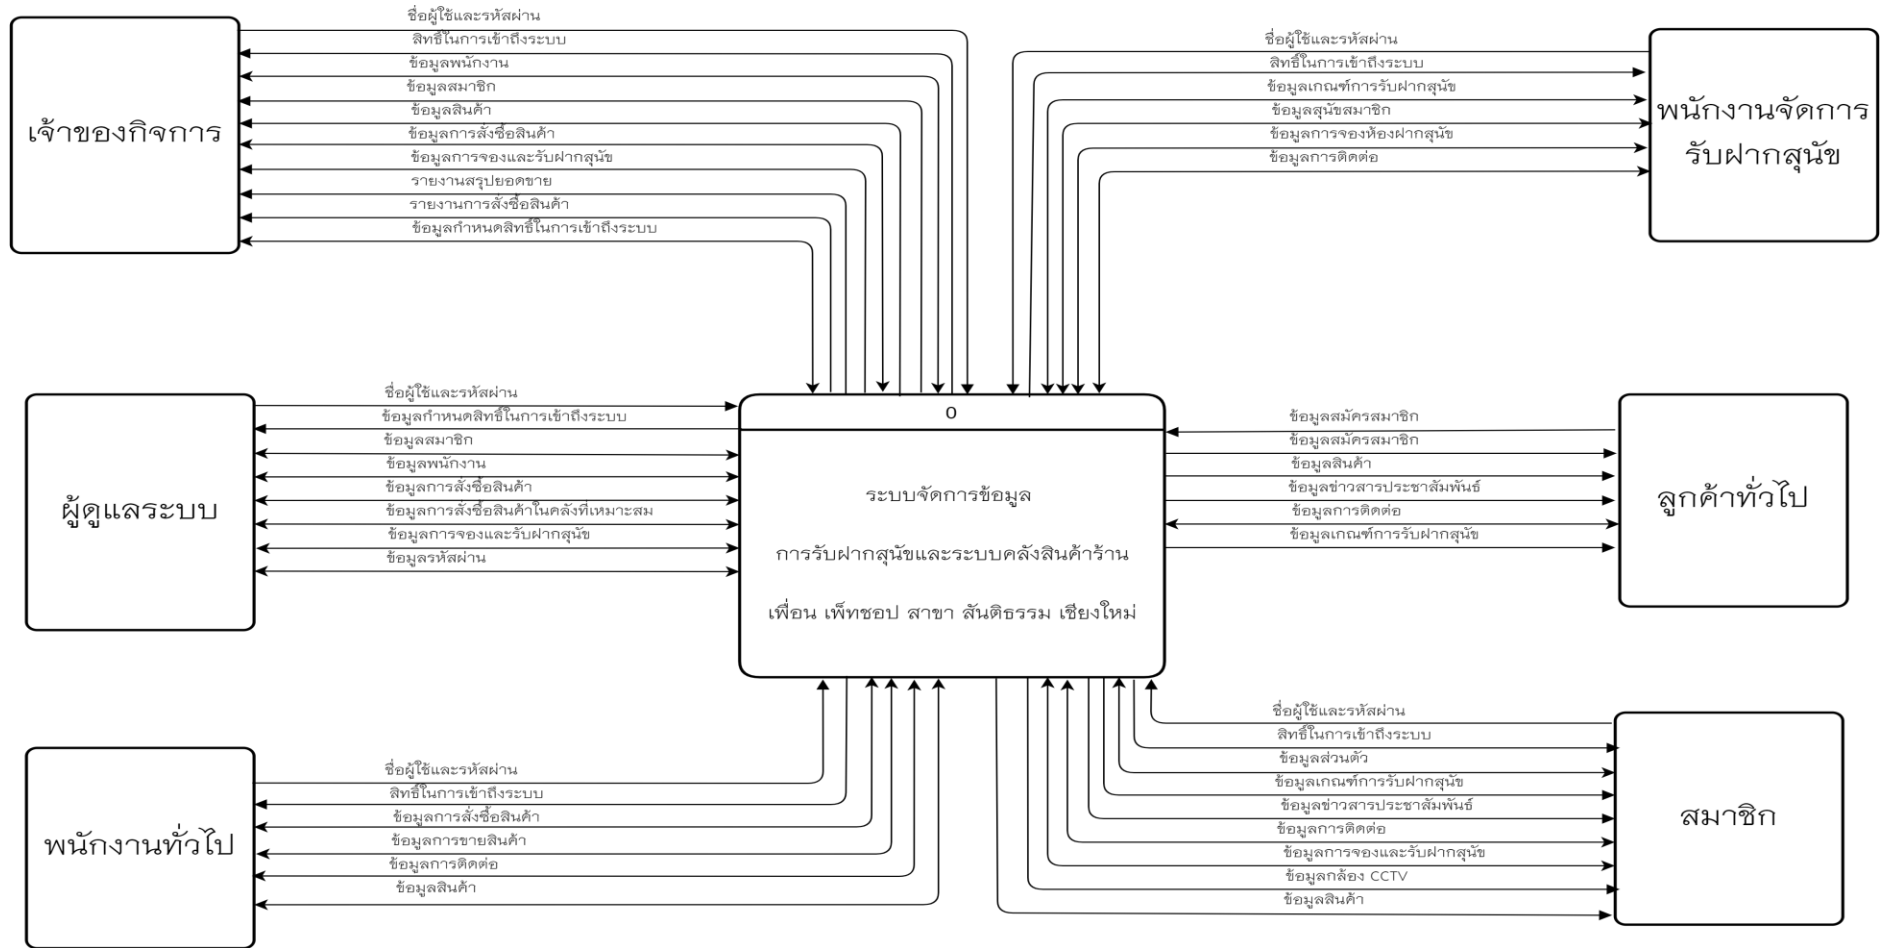 เจ้าของกิจการ
ชื่อผู้ใช้และรหัสผ่าน
สิทธิ์ในการเข้าถึงระบบ
ข้อมูลพนักงาน
ข้อมูลสมาชิก
ข้อมูลสินค้า
ข้อมูลการสั่งซื้อสินค้า
ข้อมูลการจองและรับฝากสุนัข
รายงานสรุปยอดขาย
รายงานการสั่งซื้อสินค้า
ข้อมูลกำหนดสิทธิ์ในการเข้าถึงระบบ
ชื่อผู้ใช้และรหัสผ่าน
สิทธิ์ในการเข้าถึงระบบ
ข้อมูลเกณฑ์การรับฝากสุนัข
ข้อมูลสุนัขสมาชิก
ข้อมูลการจองห้องฝากสุนัข
ข้อมูลการติดต่อ
พนักงานจัดการ
รับฝากสุนัข
ผู้ดูแลระบบ
ชื่อผู้ใช้และรหัสผ่าน
ข้อมูลกำหนดสิทธิ์ในการเข้าถึงระบบ
ข้อมูลสมาชิก
ข้อมูลพนักงาน
ข้อมูลการสั่งซื้อสินค้า
ข้อมูลการสั่งซื้อสินค้าในคลังที่เหมาะสม
ข้อมูลการจองและรับฝากสุนัข
ข้อมูลรหัสผ่าน
0
ระบบจัดการข้อมูล
การรับฝากสุนัขและระบบคลังสินค้าร้าน
เพื่อน เพ็ทชอป สาขา สันติธรรม เชียงใหม่
ข้อมูลสมัครสมาชิก
ข้อมูลสมัครสมาชิก
ข้อมูลสินค้า
ข้อมูลข่าวสารประชาสัมพันธ์
ข้อมูลการติดต่อ
ข้อมูลเกณฑ์การรับฝากสุนัข
ลูกค้าทั่วไป
พนักงานทั่วไป
ชื่อผู้ใช้และรหัสผ่าน
สิทธิ์ในการเข้าถึงระบบ
ข้อมูลการสั่งซื้อสินค้า
ข้อมูลการขายสินค้า
ข้อมูลการติดต่อ
ข้อมูลสินค้า
ชื่อผู้ใช้และรหัสผ่าน
สิทธิ์ในการเข้าถึงระบบ
ข้อมูลส่วนตัว
ข้อมูลเกณฑ์การรับฝากสุนัข
ข้อมูลข่าวสารประชาสัมพันธ์
ข้อมูลการติดต่อ
ข้อมูลการจองและรับฝากสุนัข
ข้อมูลกล้อง CCTV
ข้อมูลสินค้า
สมาชิก